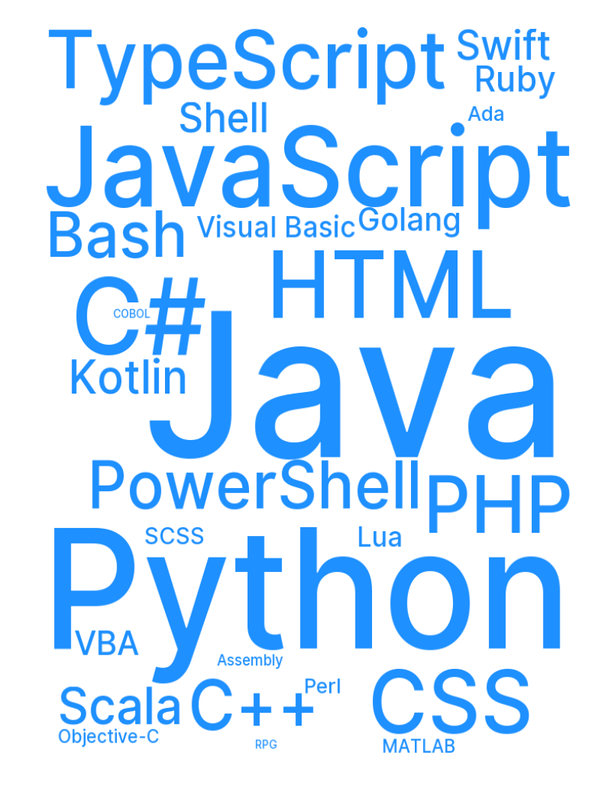 TypeScript
Swift
Ruby
Shell
Ada
JavaScript
Bash
Visual Basic
Golang
HTML
C#
COBOL
Java
Kotlin
PowerShell
PHP
Python
SCSS
Lua
VBA
Assembly
Scala
C++
Perl
CSS
Objective-C
RPG
MATLAB